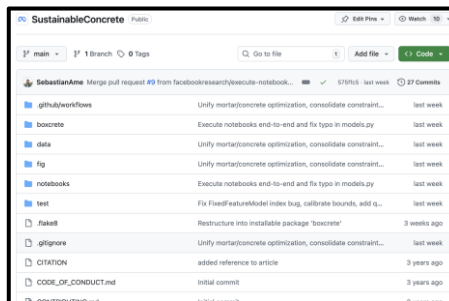 SustainableConcrete Public
Edit Pins Watch 10
main 1 Branch 0 Tags
Go to file t Add file Code
SebastianAme Merge pull request #9 from facebookresearch/execute-notebook... last week 27 Commits
.github/workflows Unify mortar/concrete optimization, consolidate constraint... last week
boxcrete Execute notebooks end-to-end and fix typo in models.py last week
data Unify mortar/concrete optimization, consolidate constraint... last week
fig Unify mortar/concrete optimization, consolidate constraint... last week
notebooks Execute notebooks end-to-end and fix typo in models.py last week
test Fix FixedFeatureModel index bug, calibrate bounds, add q... last week
.flake8 Restructure into installable package 'boxcrete' 3 weeks ago
.gitignore Unify mortar/concrete optimization, consolidate constraint... last week
CITATION added reference to article 3 years ago
CODE_OF_CONDUCT.md Initial commit 3 years ago